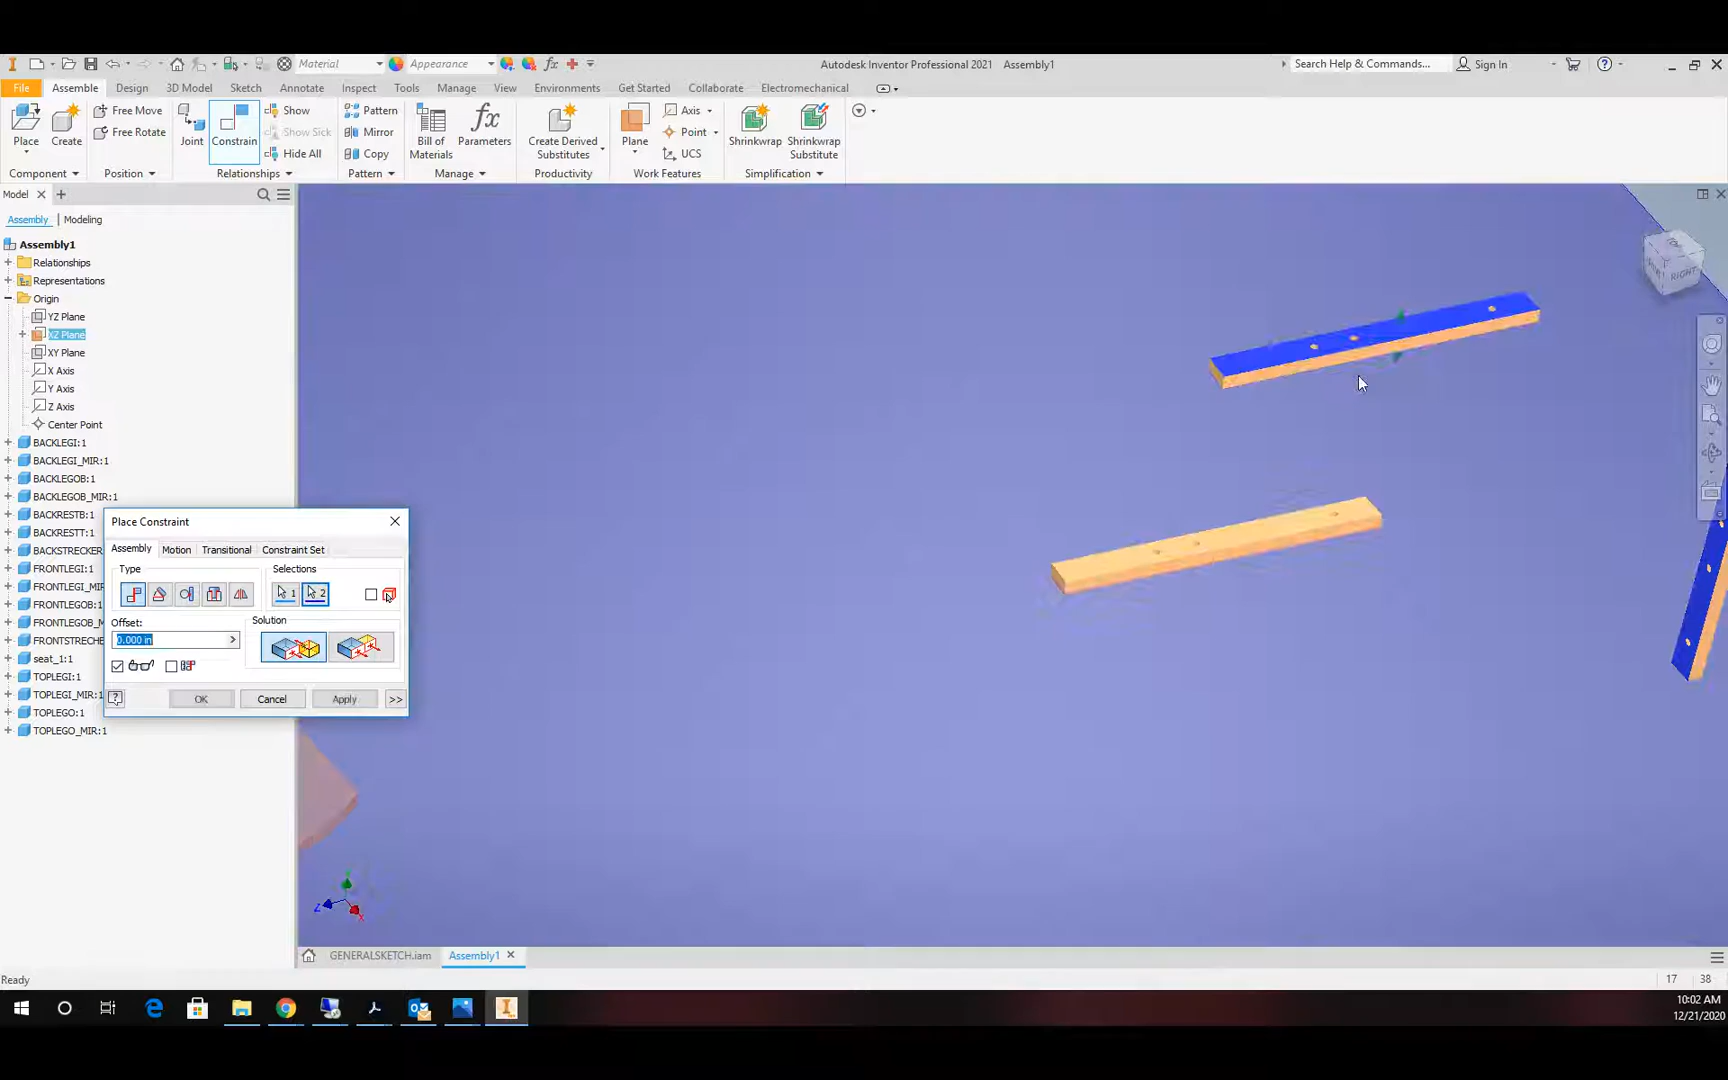 Material Appearance Autodesk Inventor Professional 2021 Assembly1 Search Help & Commands... Sign In
File Assemble Design 3D Model Sketch Annotate Inspect Tools Manage View Environments Get Started Collaborate Electromechanical
Place Create Free Move Free Rotate Joint Constrain Show Show Sick Hide All Pattern Mirror Copy Bill of Materials Parameters Create Derived Substitutes Plane Axis Point UCS Shrinkwrap Shrinkwrap Substitute
Component Position Relationships Pattern Manage Productivity Work Features Simplification
Model
Assembly Modeling
Assembly1
Relationships
Representations
Origin
YZ Plane
XZ Plane
XY Plane
X Axis
Y Axis
Z Axis
Center Point
BACKLEGI:1
BACKLEGI_MIR:1
BACKLEGOB:1
BACKLEGOB_MIR:1
BACKRESTB:1
BACKRESTT:1
BACKSTRECKER
FRONTLEGI:1
FRONTLEGI_MI
FRONTLEGOB:1
FRONTLEGOB_M
FRONTSTRECHE
seat_1:1
TOPLEGI:1
TOPLEGI_MIR:1
TOPLEGO:1
TOPLEGO_MIR:1
Place Constraint
Assembly Motion Transitional Constraint Set
Type Selections
1 2
Offset: Solution
0.000 in
OK Cancel Apply >>
RIGHT
Z X
GENERALSKETCH.iam Assembly1
Ready 17 38
10:02 AM
12/21/2020